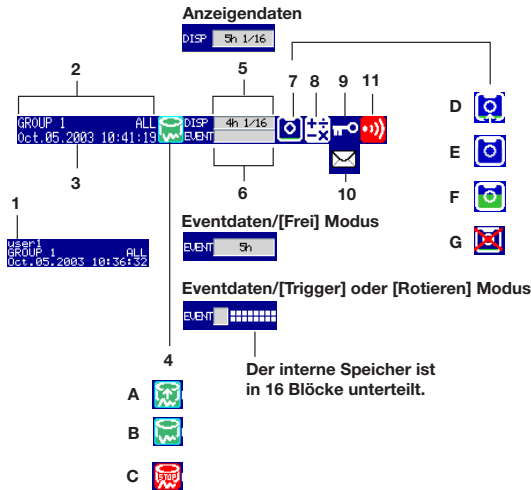 Anzeigendaten
DISP 5h 1/16
2 5 7 8 9 11
GROUP 1 ALL
Oct.05.2003 10:41:19
DISP 4h 1/16
EVENT
3 6 10
D
E
F
G
1
user1
GROUP 1 ALL
Oct.05.2003 10:36:32
Eventdaten/[Frei] Modus
EVENT 5h
Eventdaten/[Trigger] oder [Rotieren] Modus
EVENT
4
Der interne Speicher ist
in 16 Blöcke unterteilt.
A
B
C STOP